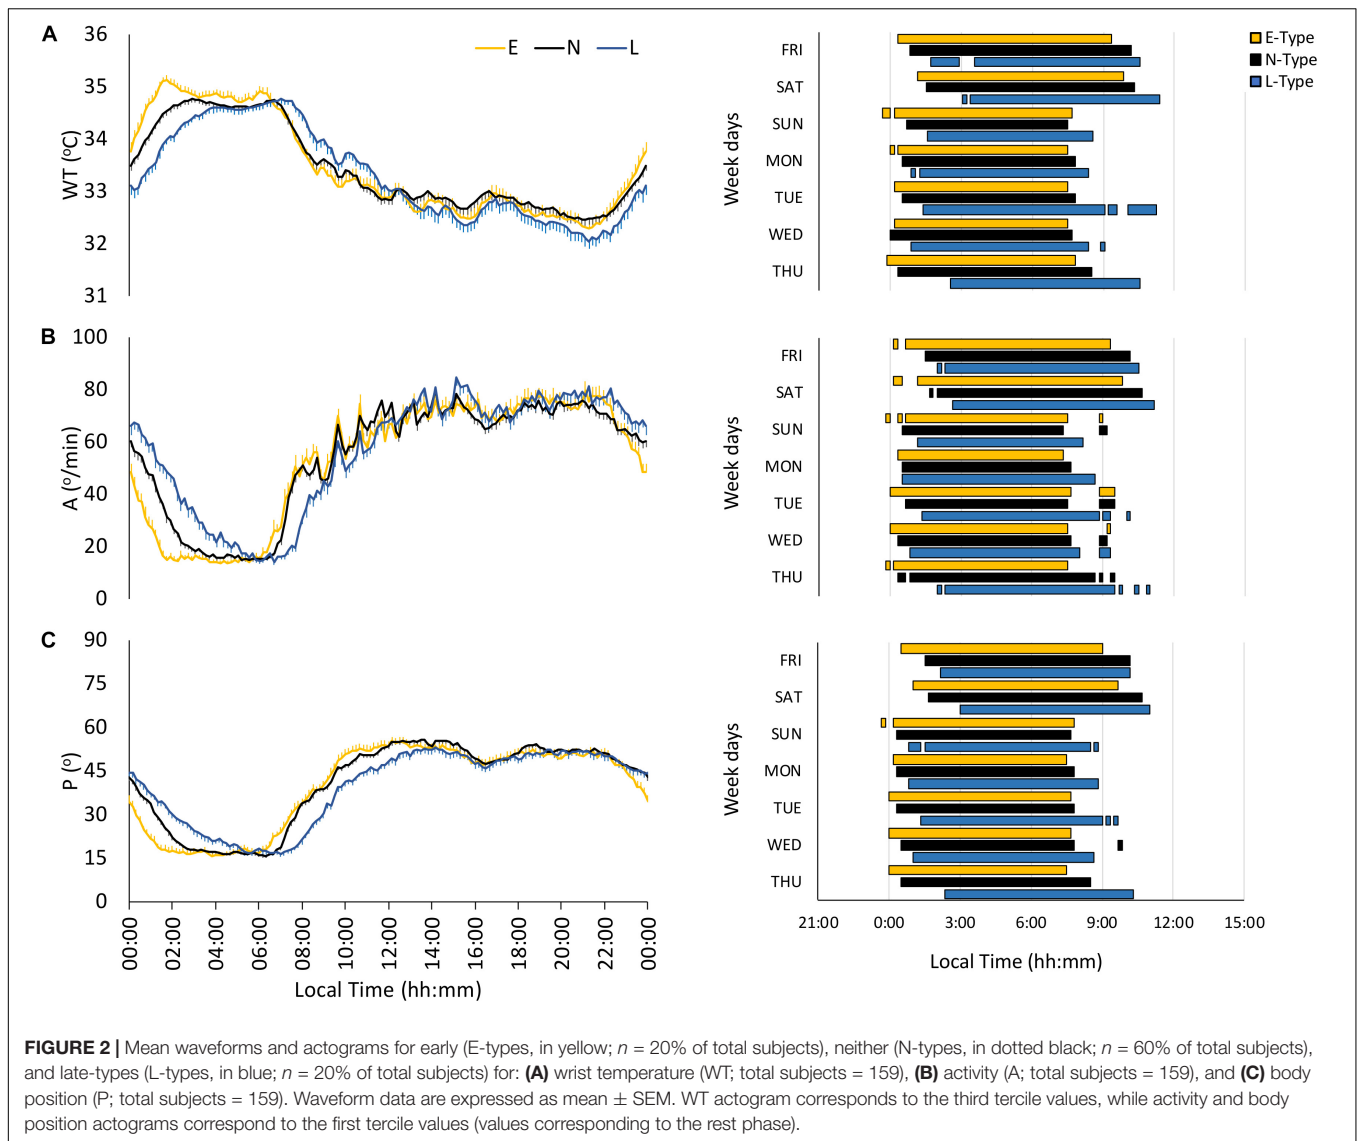 A
36
35
34
33
32
31
WT (°C)
E N L
FRI
SAT
SUN
MON
TUE
WED
THU
Week days
E-Type
N-Type
L-Type
B
100
80
60
40
20
0
A (°/min)
FRI
SAT
SUN
MON
TUE
WED
THU
Week days
C
90
75
60
45
30
15
0
P (°)
00:00 02:00 04:00 06:00 08:00 10:00 12:00 14:00 16:00 18:00 20:00 22:00 00:00
Local Time (hh:mm)
FRI
SAT
SUN
MON
TUE
WED
THU
Week days
21:00 0:00 3:00 6:00 9:00 12:00 15:00
Local Time (hh:mm)
FIGURE 2 | Mean waveforms and actograms for early (E-types, in yellow; n = 20% of total subjects), neither (N-types, in dotted black; n = 60% of total subjects),
and late-types (L-types, in blue; n = 20% of total subjects) for: (A) wrist temperature (WT; total subjects = 159), (B) activity (A; total subjects = 159), and (C) body
position (P; total subjects = 159). Waveform data are expressed as mean ± SEM. WT actogram corresponds to the third tercile values, while activity and body
position actograms correspond to the first tercile values (values corresponding to the rest phase).